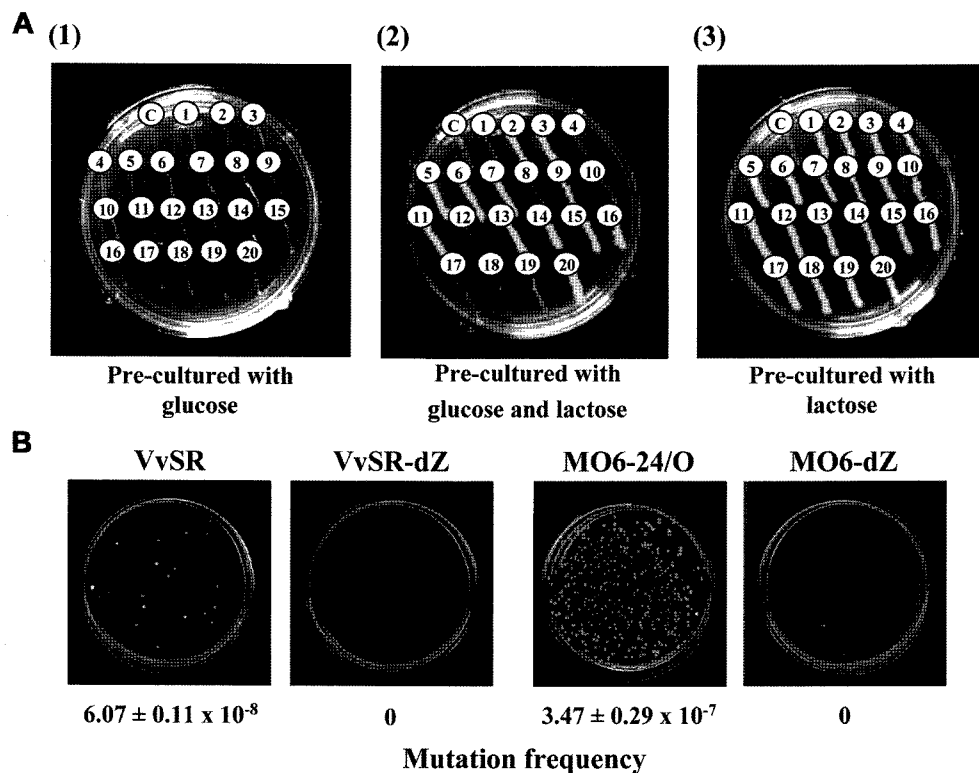 A
(1)
(2)
(3)
C 1 2 3
4 5 6 7 8 9
10 11 12 13 14 15
16 17 18 19 20
C 1 2 3 4
5 6 7 8 9 10
11 12 13 14 15 16
17 18 19 20
C 1 2 3 4
5 6 7 8 9 10
11 12 13 14 15 16
17 18 19 20
Pre-cultured with
glucose
Pre-cultured with
glucose and lactose
Pre-cultured with
lactose
B
VvSR
VvSR-dZ
MO6-24/O
MO6-dZ
6.07 ± 0.11 x 10⁻⁸
0
3.47 ± 0.29 x 10⁻⁷
0
Mutation frequency